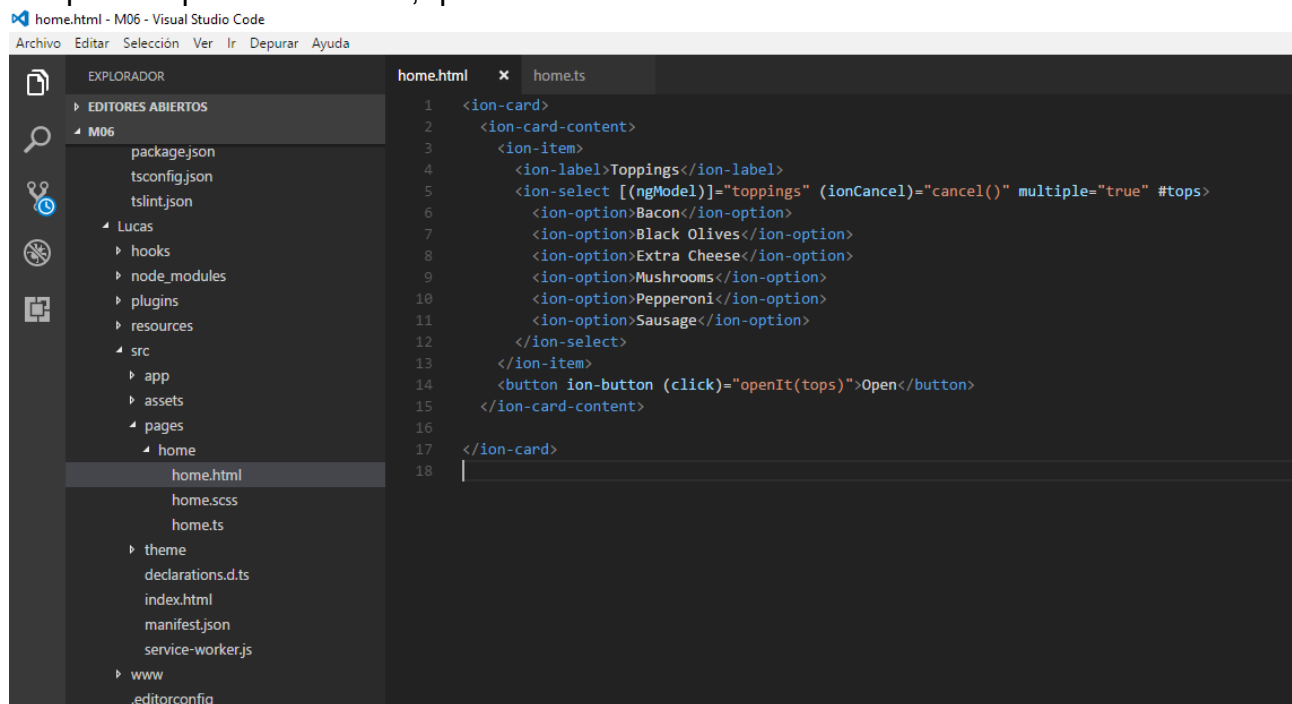 home.html - M06 - Visual Studio Code
Archivo Editar Selección Ver Ir Depurar Ayuda
EXPLORADOR
EDITORES ABIERTOS
M06
package.json
tsconfig.json
tslint.json
Lucas
hooks
node_modules
plugins
resources
src
app
assets
pages
home
home.html
home.scss
home.ts
theme
declarations.d.ts
index.html
manifest.json
service-worker.js
www
.editorconfig
home.html × home.ts
1 <ion-card>
2 <ion-card-content>
3 <ion-item>
4 <ion-label>Toppings</ion-label>
5 <ion-select [(ngModel)]="toppings" (ionCancel)="cancel()" multiple="true" #tops>
6 <ion-option>Bacon</ion-option>
7 <ion-option>Black Olives</ion-option>
8 <ion-option>Extra Cheese</ion-option>
9 <ion-option>Mushrooms</ion-option>
10 <ion-option>Pepperoni</ion-option>
11 <ion-option>Sausage</ion-option>
12 </ion-select>
13 </ion-item>
14 <button ion-button (click)="openIt(tops)">Open</button>
15 </ion-card-content>
16
17 </ion-card>
18